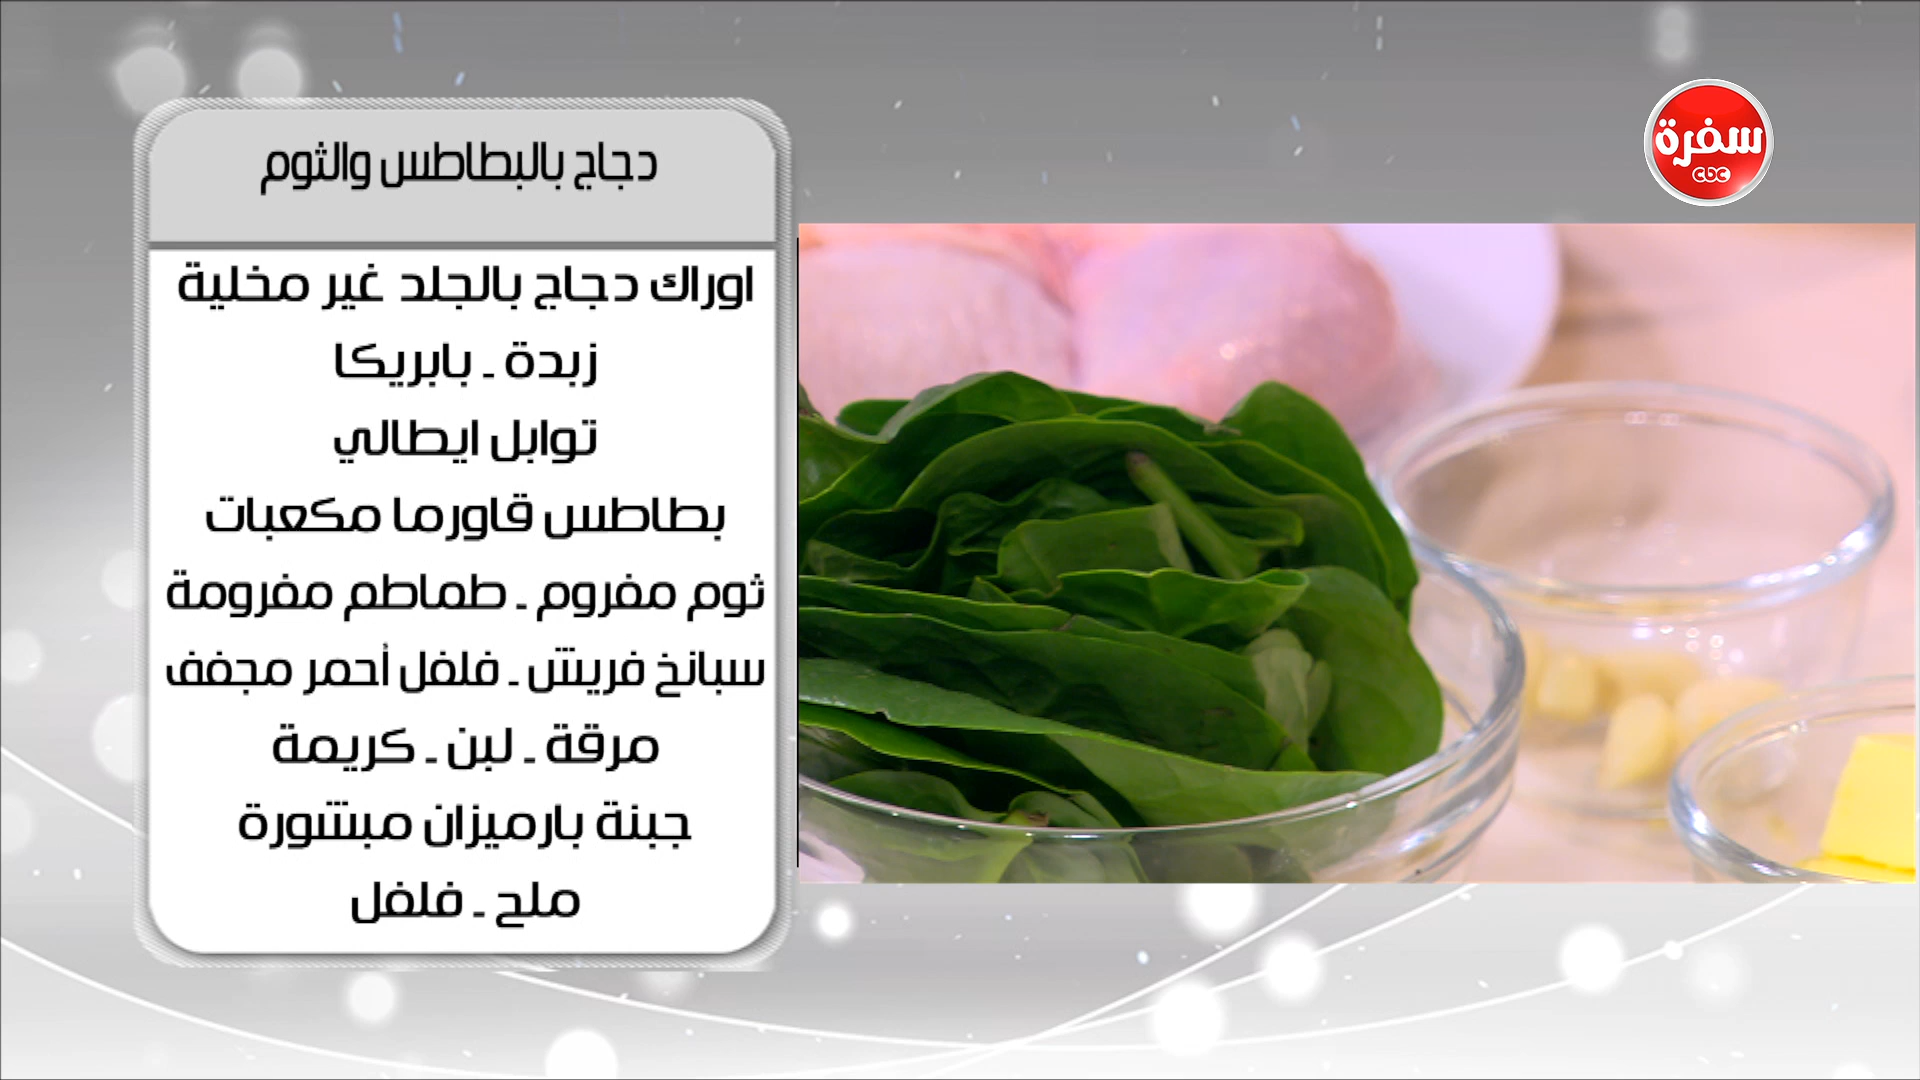 دجاج بالبطاطس والثوم
اوراك دجاج بالجلد غير مخلية
زبدة ـ بابريكا
توابل ايطالي
بطاطس قاورما مكعبات
ثوم مفروم ـ طماطم مفرومة
سبانخ فريش ـ فلفل أحمر مجفف
مرقة ـ لبن ـ كريمة
جبنة بارميزان مبشورة
ملح ـ فلفل
سفرة
cbc